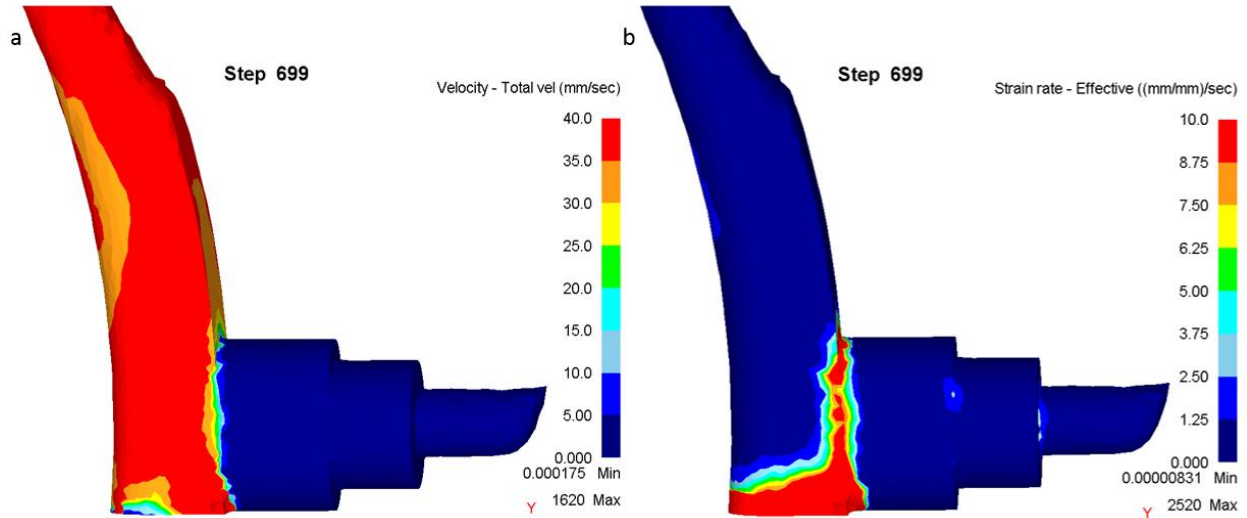 a
Step 699
Velocity - Total vel (mm/sec)
40.0
35.0
30.0
25.0
20.0
15.0
10.0
5.00
0.000
0.000175 Min
Y 1620 Max
b
Step 699
Strain rate - Effective ((mm/mm)/sec)
10.0
8.75
7.50
6.25
5.00
3.75
2.50
1.25
0.000
0.00000831 Min
Y 2520 Max